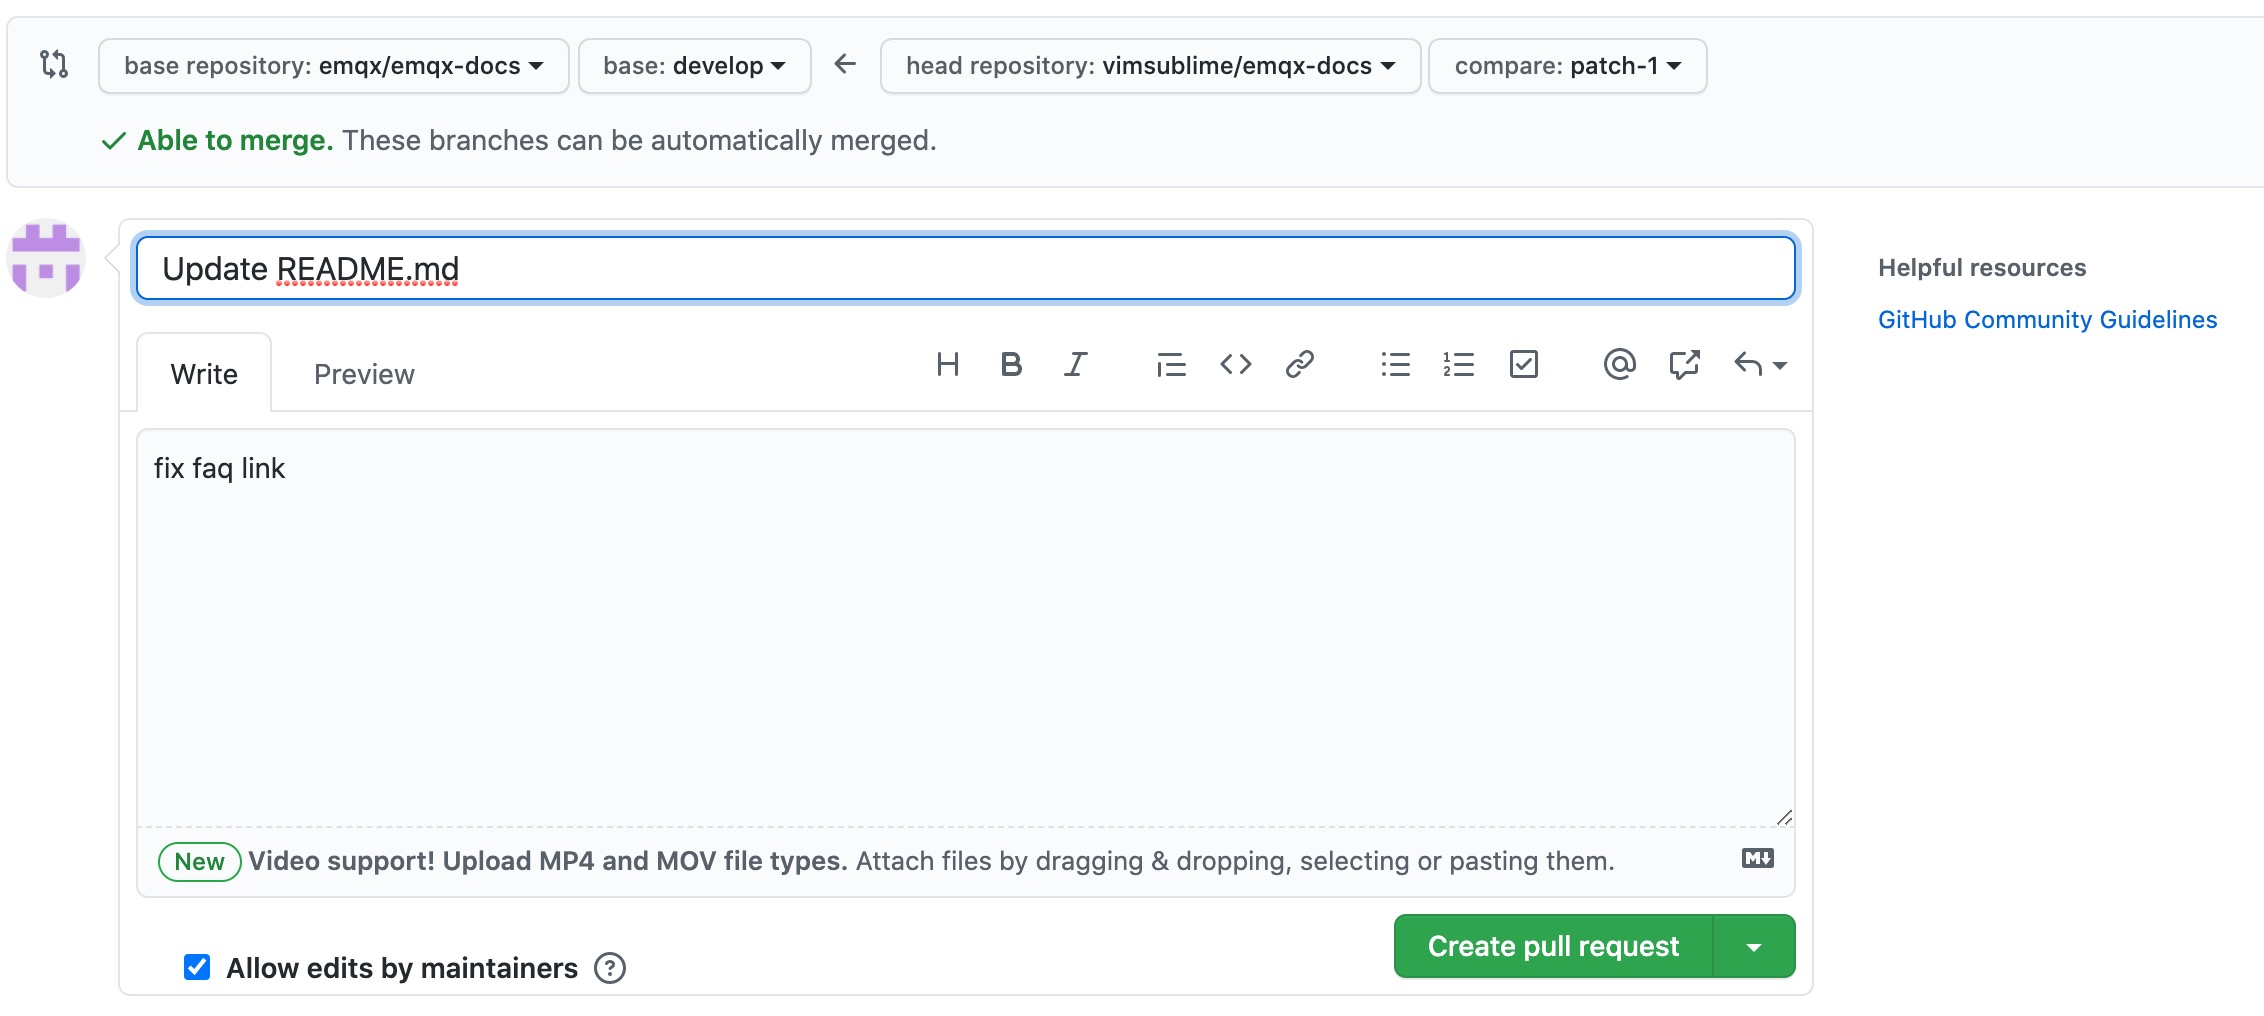 base repository: emqx/emqx-docs base: develop head repository: vimsublime/emqx-docs compare: patch-1
Able to merge. These branches can be automatically merged.
Update README.md
Helpful resources
GitHub Community Guidelines
Write Preview
fix faq link
New Video support! Upload MP4 and MOV file types. Attach files by dragging & dropping, selecting or pasting them.
Allow edits by maintainers
Create pull request